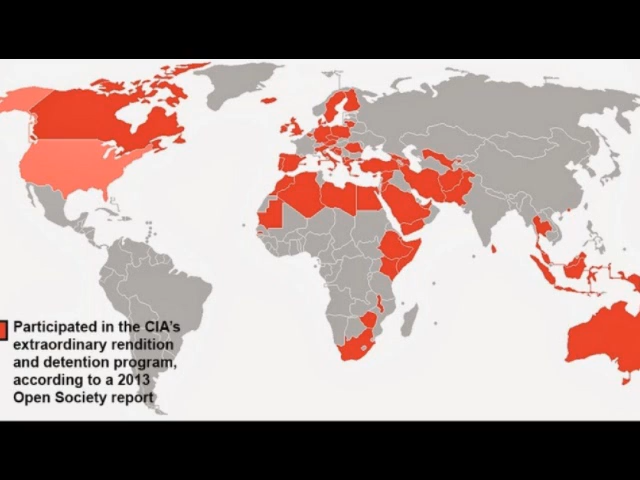 Participated in the CIA's
extraordinary rendition
and detention program,
according to a 2013
Open Society report